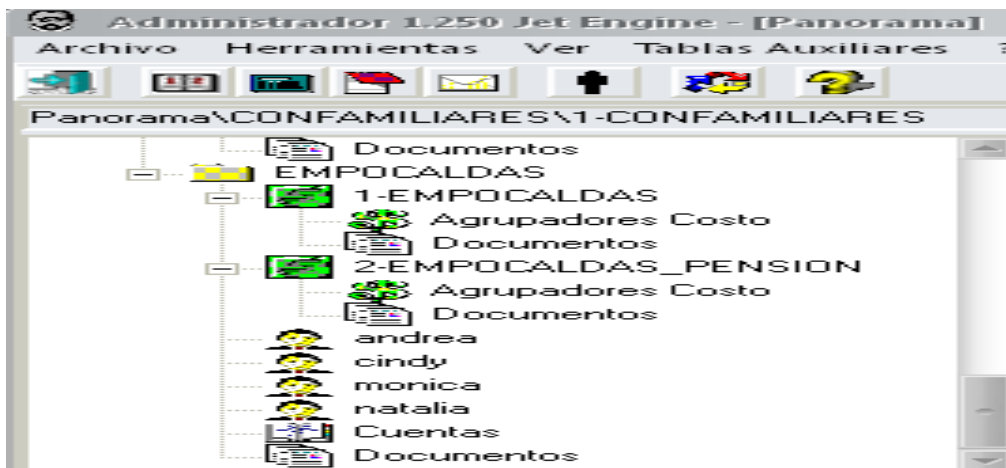 Administrador 1.250 Jet Engine - [Panorama]
Archivo Herramientas Ver Tablas Auxiliares ?
Panorama\CONFAMILIARES\1-CONFAMILIARES
Documentos
EMPOCALDAS
1-EMPOCALDAS
Agrupadores Costo
Documentos
2-EMPOCALDAS_PENSION
Agrupadores Costo
Documentos
andrea
cindy
monica
natalia
Cuentas
Documentos